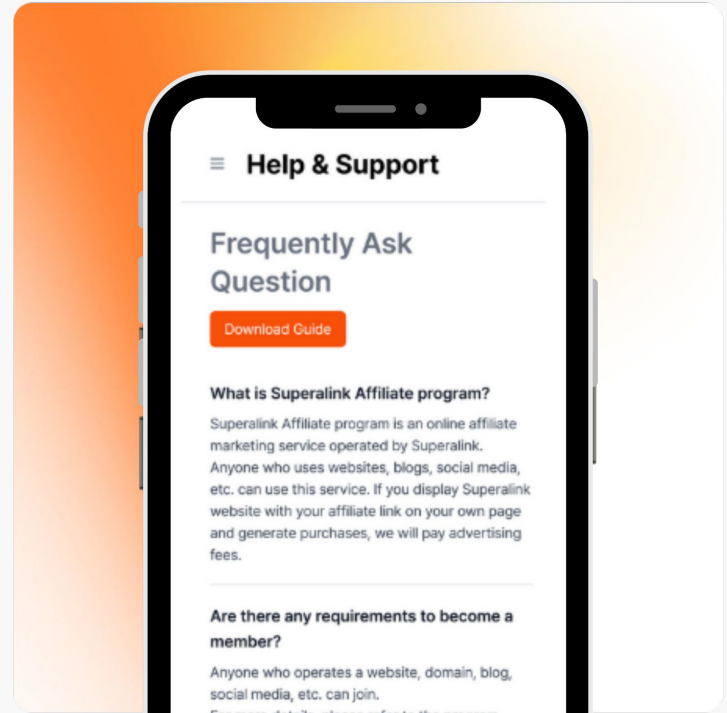 Help & Support
Frequently Ask
Question
Download Guide
What is Superalink Affiliate program?
Superalink Affiliate program is an online affiliate
marketing service operated by Superalink.
Anyone who uses websites, blogs, social media,
etc. can use this service. If you display Superalink
website with your affiliate link on your own page
and generate purchases, we will pay advertising
fees.
Are there any requirements to become a
member?
Anyone who operates a website, domain, blog,
social media, etc. can join.